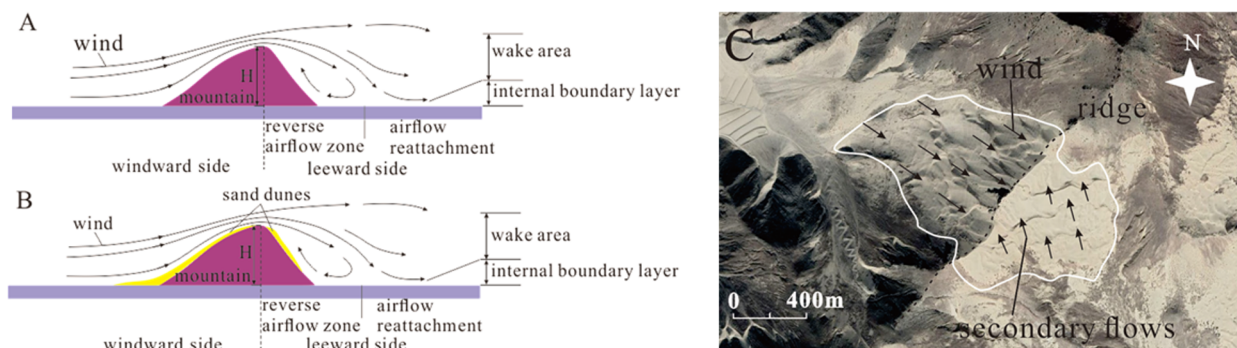 A
wind
H
mountain
wake area
internal boundary layer
reverse
airflow zone
airflow
reattachment
windward side
leeward side
B
sand dunes
wind
H
mountain
wake area
internal boundary layer
reverse
airflow zone
airflow
reattachment
windward side
leeward side
C
wind
N
ridge
0
400m
secondary flows